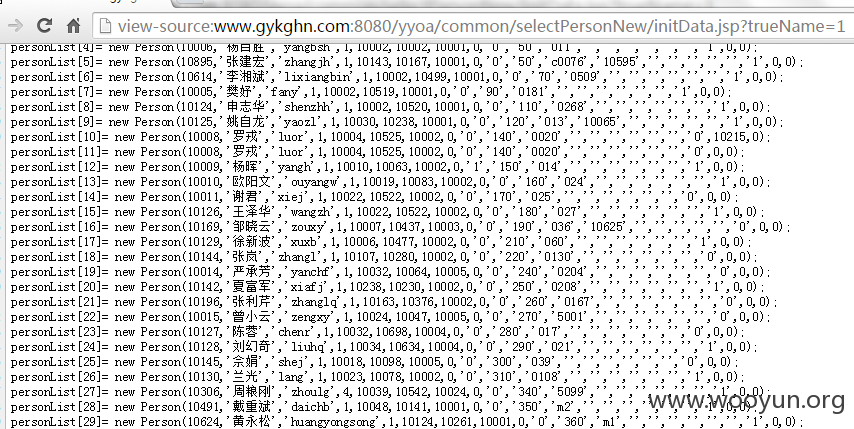 view-source:www.gykghn.com:8080/yyoa/common/selectPersonNew/initData.jsp?trueName=1
personList[4]= new Person(10006,'杨白胜','yangbsh',1,10002,10002,10001,0,'0','50','011','','','','','','','1',0,0);
personList[5]= new Person(10895,'张建宏','zhangjh',1,10143,10167,10001,0,'0','50','c0076','10595','','','','','','1',0,0);
personList[6]= new Person(10614,'李湘斌','lixiangbin',1,10002,10499,10001,0,'0','70','0509','','','','','','','1',0,0);
personList[7]= new Person(10005,'樊妤','fany',1,10002,10519,10001,0,'0','90','0181','','','','','','','1',0,0);
personList[8]= new Person(10124,'申志华','shenzhh',1,10002,10520,10001,0,'0','110','0268','','','','','','','1',0,0);
personList[9]= new Person(10125,'姚自龙','yaozl',1,10030,10238,10001,0,'0','120','013','10065','','','','','','1',0,0);
personList[10]= new Person(10008,'罗戎','luor',1,10004,10525,10002,0,'0','140','0020','','','','','','','0',10215,0);
personList[11]= new Person(10008,'罗戎','luor',1,10004,10525,10002,0,'0','140','0020','','','','','','','0',0,0);
personList[12]= new Person(10009,'杨晖','yangh',1,10010,10063,10002,0,'1','150','014','','','','','','','1',0,0);
personList[13]= new Person(10010,'欧阳文','ouyangw',1,10019,10083,10002,0,'0','160','024','','','','','','','1',0,0);
personList[14]= new Person(10011,'谢君','xiej',1,10022,10522,10002,0,'0','170','025','','','','','','','0',0,0);
personList[15]= new Person(10126,'王泽华','wangzh',1,10022,10522,10002,0,'0','180','027','','','','','','','1',0,0);
personList[16]= new Person(10169,'邹晓云','zouxy',1,10007,10437,10003,0,'0','190','036','10625','','','','','','0',0,0);
personList[17]= new Person(10129,'徐新波','xuxb',1,10006,10477,10002,0,'0','210','060','','','','','','','1',0,0);
personList[18]= new Person(10144,'张岚','zhangl',1,10107,10280,10002,0,'0','220','0130','','','','','','','0',0,0);
personList[19]= new Person(10014,'严承芳','yanchf',1,10032,10064,10005,0,'0','240','0204','','','','','','','0',0,0);
personList[20]= new Person(10142,'夏富军','xiafj',1,10238,10230,10002,0,'0','250','0208','','','','','','','1',0,0);
personList[21]= new Person(10196,'张利芹','zhanglq',1,10163,10376,10002,0,'0','260','0167','','','','','','','0',0,0);
personList[22]= new Person(10015,'曾小云','zengxy',1,10024,10047,10005,0,'0','270','5001','','','','','','','0',0,0);
personList[23]= new Person(10127,'陈蓉','chenr',1,10032,10698,10004,0,'0','280','017','','','','','','','0',0,0);
personList[24]= new Person(10128,'刘幻奇','liuhq',1,10034,10634,10004,0,'0','290','021','','','','','','','1',0,0);
personList[25]= new Person(10145,'佘娟','shej',1,10018,10098,10005,0,'0','300','039','','','','','','','0',0,0);
personList[26]= new Person(10130,'兰光','lang',1,10023,10078,10002,0,'0','310','0108','','','','','','','1',0,0);
personList[27]= new Person(10306,'周粮刚','zhoulg',4,10039,10542,10024,0,'0','340','5099','','','','','','','1',0,0);
personList[28]= new Person(10491,'戴重斌','daichb',1,10048,10141,10001,0,'0','350','m2','','','','','','','1',0,0);
personList[29]= new Person(10624,'黄永松','huangyongsong',1,10124,10261,10001,0,'0','360','m1','','','','','','','1',0,0);
www.wooyun.org